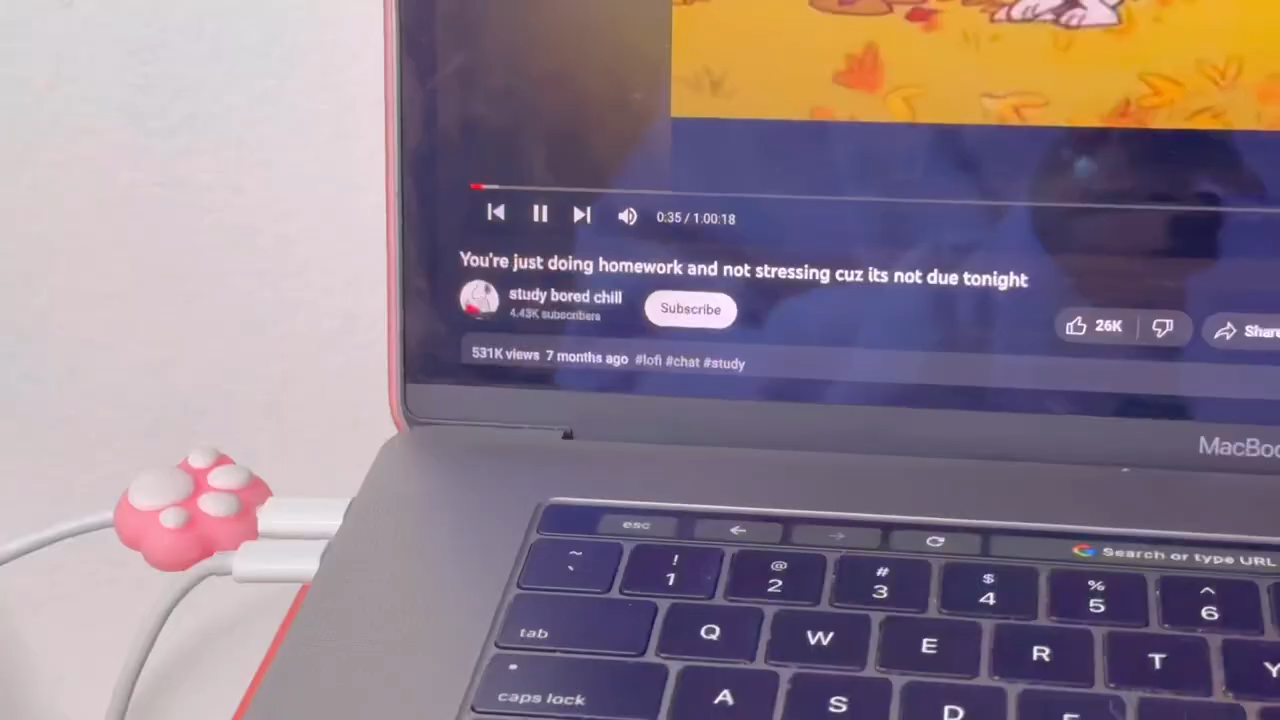 0:35 / 1:00:18
You're just doing homework and not stressing cuz its not due tonight
study bored chill
4.43K subscribers
Subscribe
26K
Share
531K views 7 months ago #lofi #chat #study
MacBoo
esc
Search or type URL
~ `
! 1
@ 2
# 3
$ 4
% 5
^ 6
tab
Q
W
E
R
T
Y
caps lock
A
S
D
F